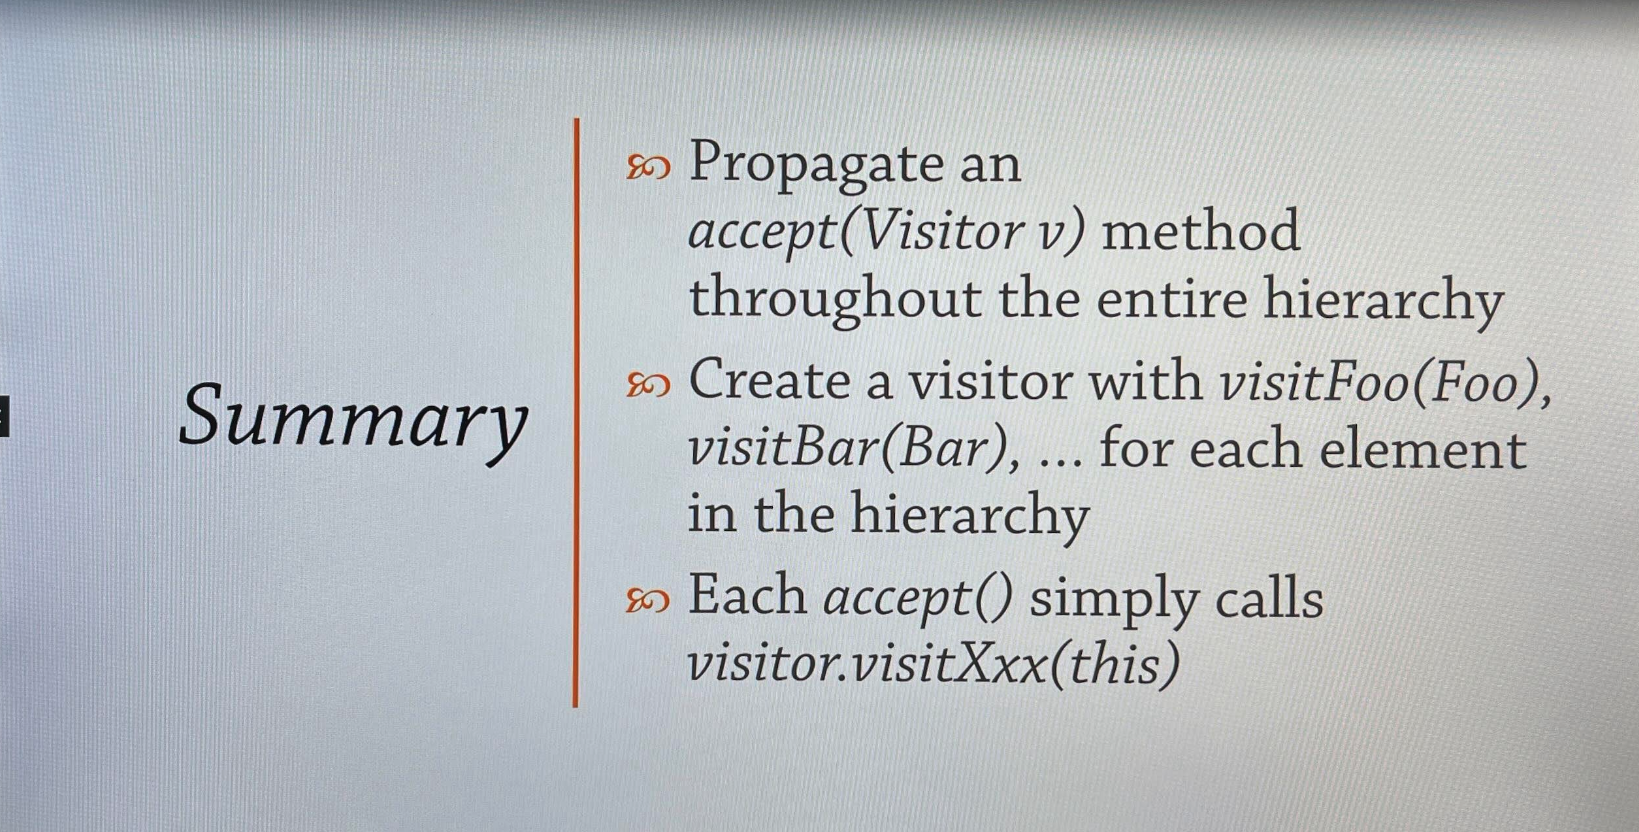 Summary
Propagate an
accept(Visitor v) method
throughout the entire hierarchy
Create a visitor with visitFoo(Foo),
visitBar(Bar), ... for each element
in the hierarchy
Each accept() simply calls
visitor.visitXxx(this)